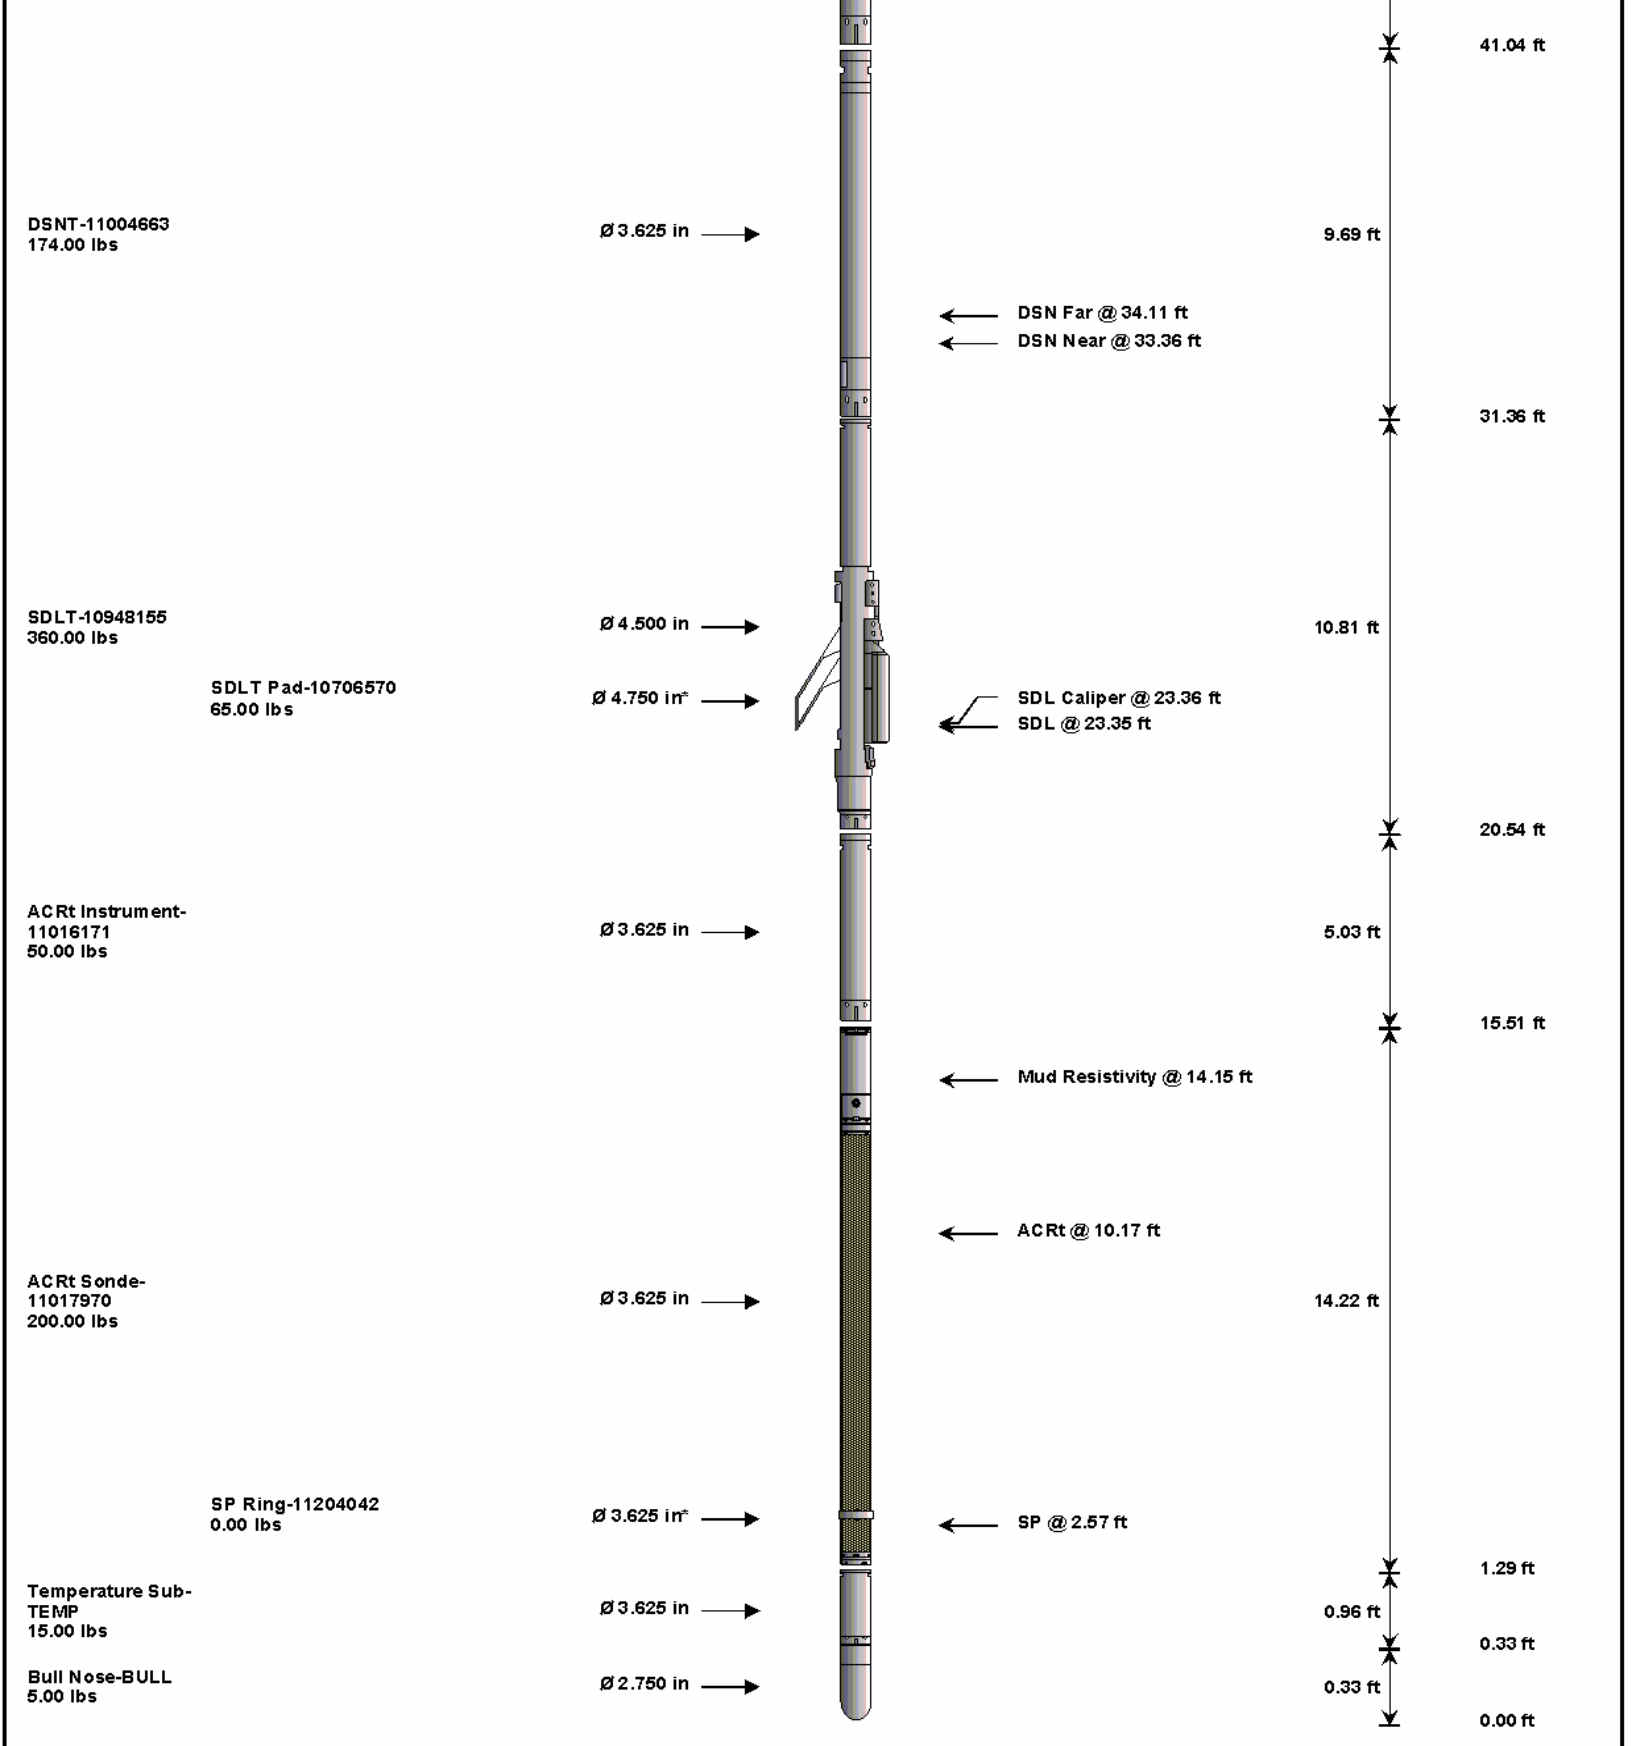 41.04 ft
DSNT-11004663
174.00 lbs
Ø 3.625 in
9.69 ft
DSN Far @ 34.11 ft
DSN Near @ 33.36 ft
31.36 ft
SDLT-10948155
360.00 lbs
Ø 4.500 in
10.81 ft
SDLT Pad-10706570
65.00 lbs
Ø 4.750 in*
SDL Caliper @ 23.36 ft
SDL @ 23.35 ft
20.54 ft
ACRt Instrument-
11016171
50.00 lbs
Ø 3.625 in
5.03 ft
15.51 ft
Mud Resistivity @ 14.15 ft
ACRt @ 10.17 ft
ACRt Sonde-
11017970
200.00 lbs
Ø 3.625 in
14.22 ft
SP Ring-11204042
0.00 lbs
Ø 3.625 in*
SP @ 2.57 ft
1.29 ft
Temperature Sub-
TEMP
15.00 lbs
Ø 3.625 in
0.96 ft
0.33 ft
Bull Nose-BULL
5.00 lbs
Ø 2.750 in
0.33 ft
0.00 ft